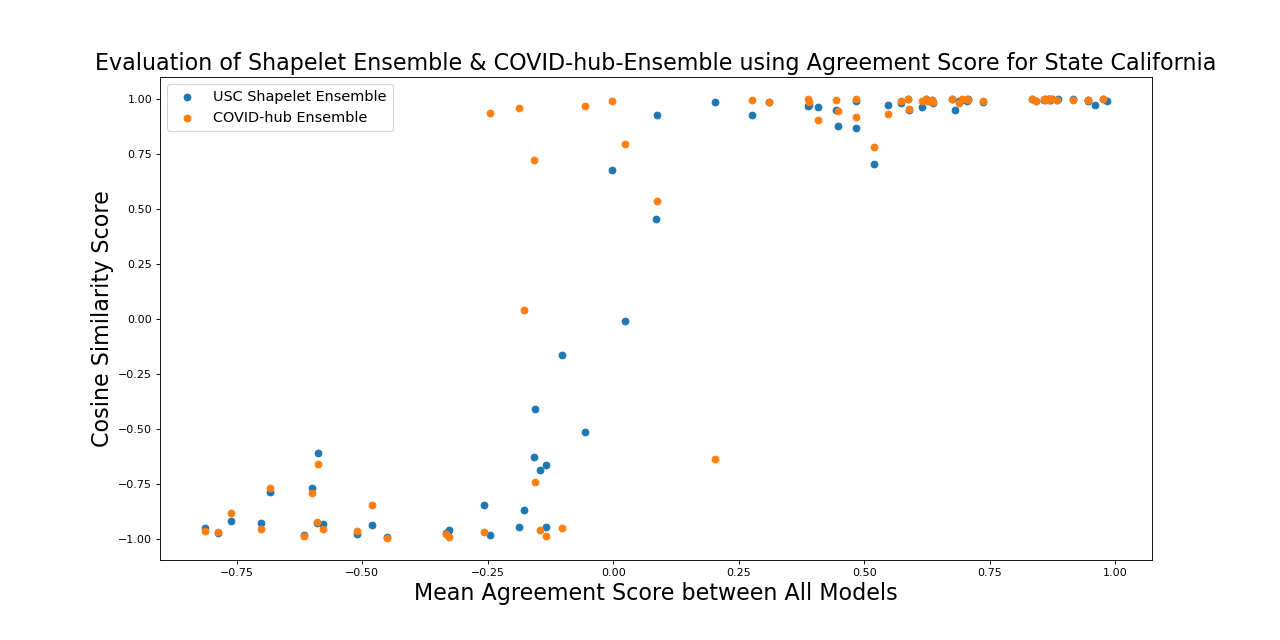 Evaluation of Shapelet Ensemble & COVID-hub-Ensemble using Agreement Score for State California
USC Shapelet Ensemble
COVID-hub Ensemble
Cosine Similarity Score
1.00
0.75
0.50
0.25
0.00
−0.25
−0.50
−0.75
−1.00
−0.75 −0.50 −0.25 0.00 0.25 0.50 0.75 1.00
Mean Agreement Score between All Models